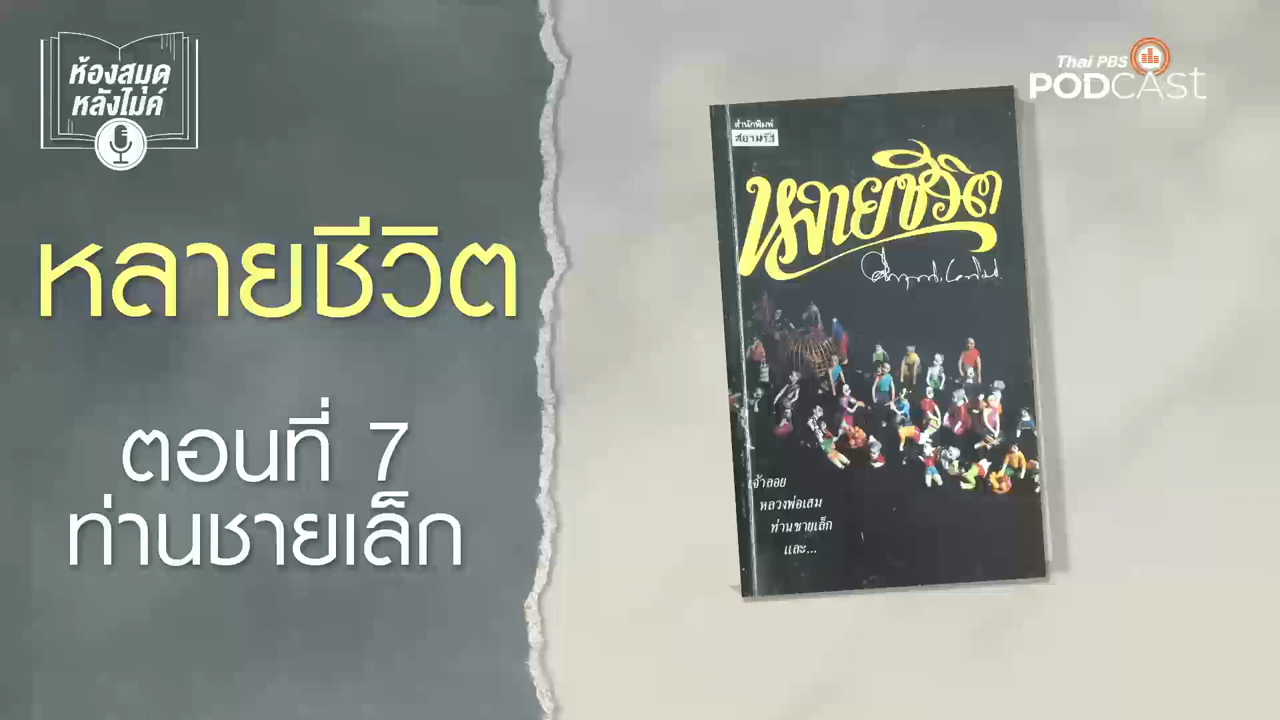 ห้องสมุด
หลังไมค์
หลายชีวิต
ตอนที่ 7
ท่านชายเล็ก
Thai PBS
PODCAST
สำนักพิมพ์
สยามรัฐ
หลายชีวิต
เจ้าลอย
หลวงพ่อเสม
ท่านชายเล็ก
และ...